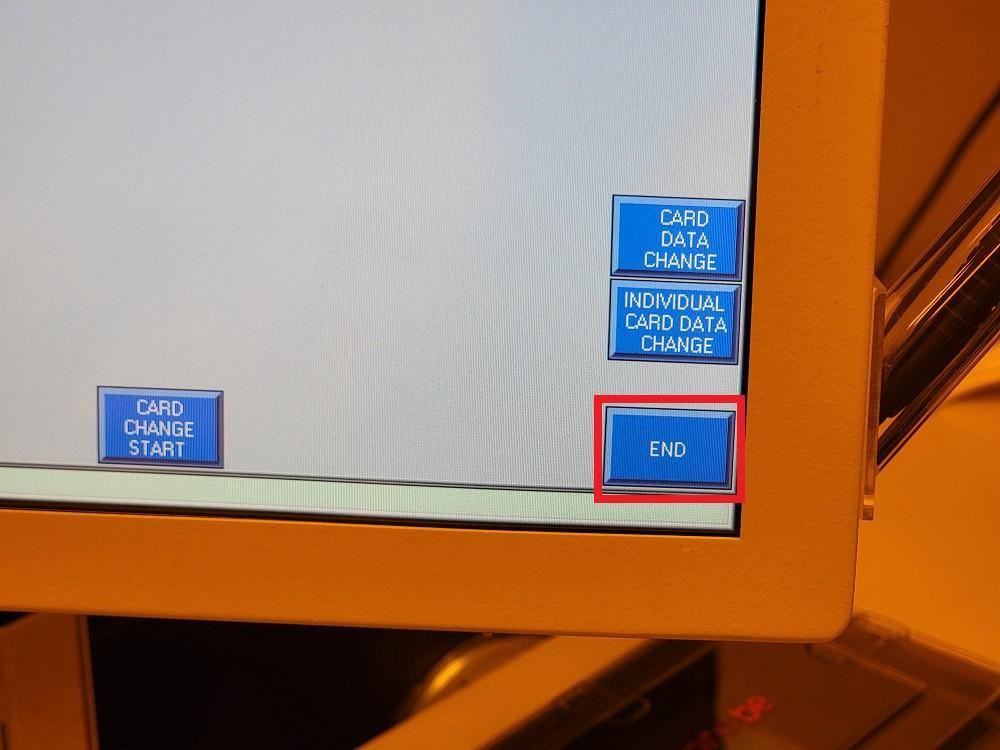 CARD
DATA
CHANGE
INDIVIDUAL
CARD DATA
CHANGE
CARD
CHANGE
START
END